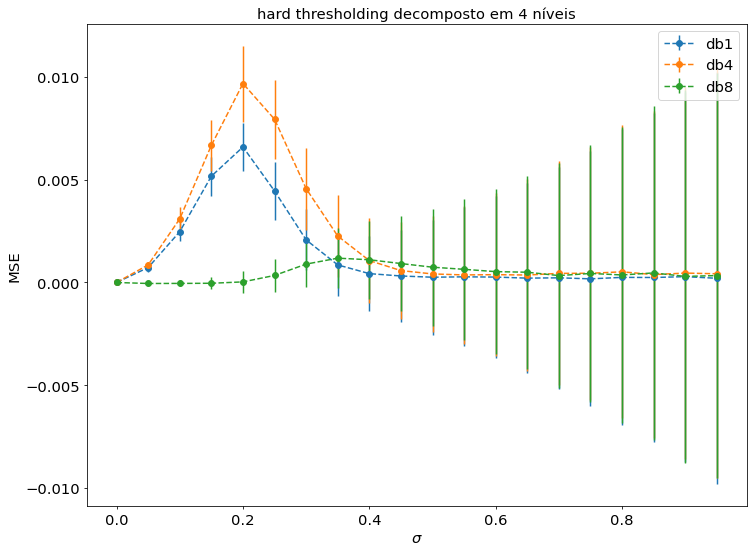 hard thresholding decomposto em 4 níveis
db1
db4
db8
MSE
0.010
0.005
0.000
−0.005
−0.010
0.0 0.2 0.4 0.6 0.8
σ